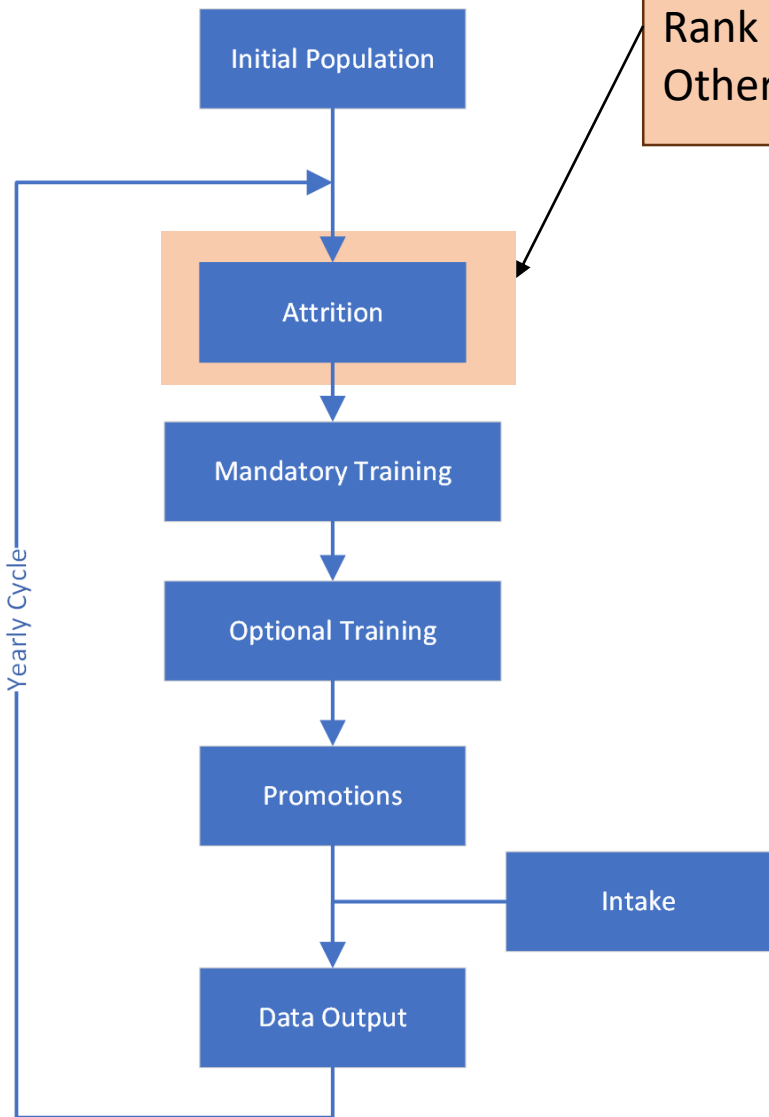 Initial Population
Rank
Other
Attrition
Mandatory Training
Optional Training
Yearly Cycle
Promotions
Intake
Data Output